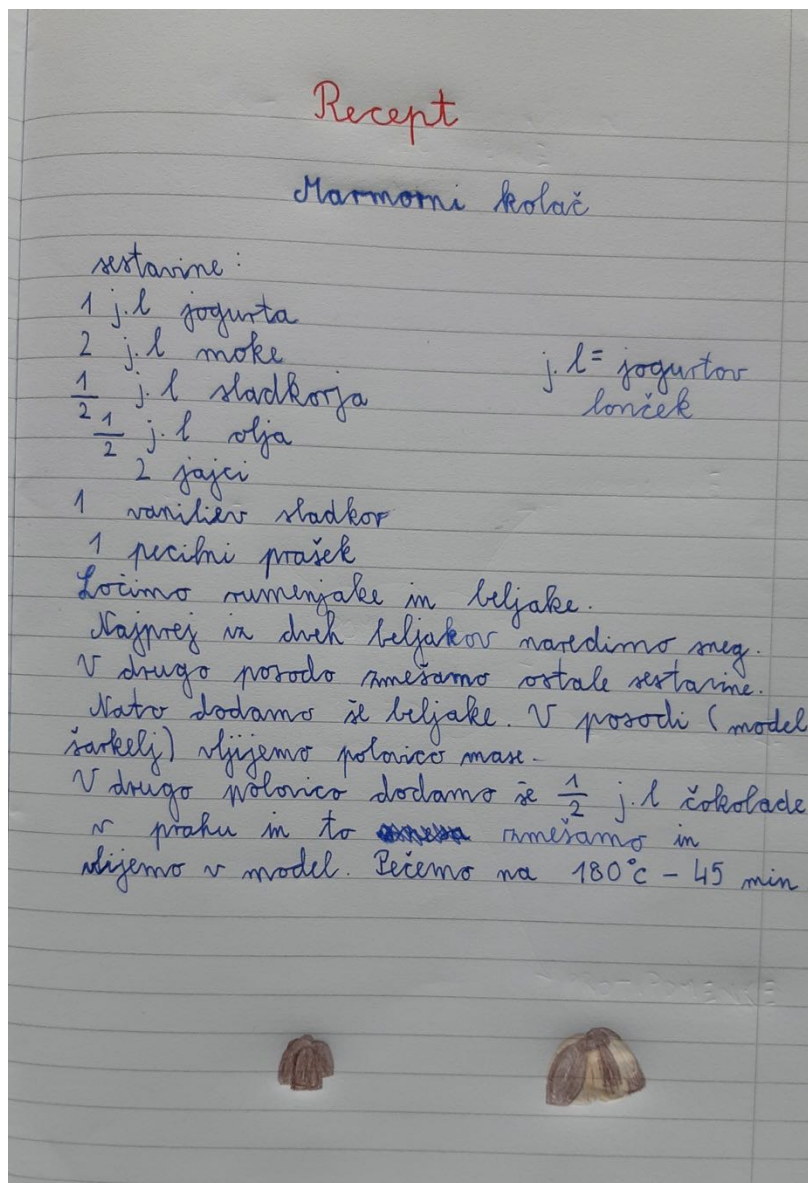 Recept
Marmorni kolač
sestavine:
1 j.l jogurta
2 j.l moke
1/2 j.l sladkorja
1/2 j.l olja
2 jajci
j.l = jogurtov
lonček
1 vaniliev sladkor
1 pecilni prašek
Ločimo rumenjake in beljake.
Najprej iz dveh beljakov naredimo sneg.
V drugo posodo zmešamo ostale sestavine.
Nato dodamo še beljake. V posodi (model
šarkelj) vlijemo polovico mase.
V drugo polovico dodamo še 1/2 j.l čokolade
v prahu in to zmešamo in
vlijemo v model. Pečemo na 180°c - 45 min